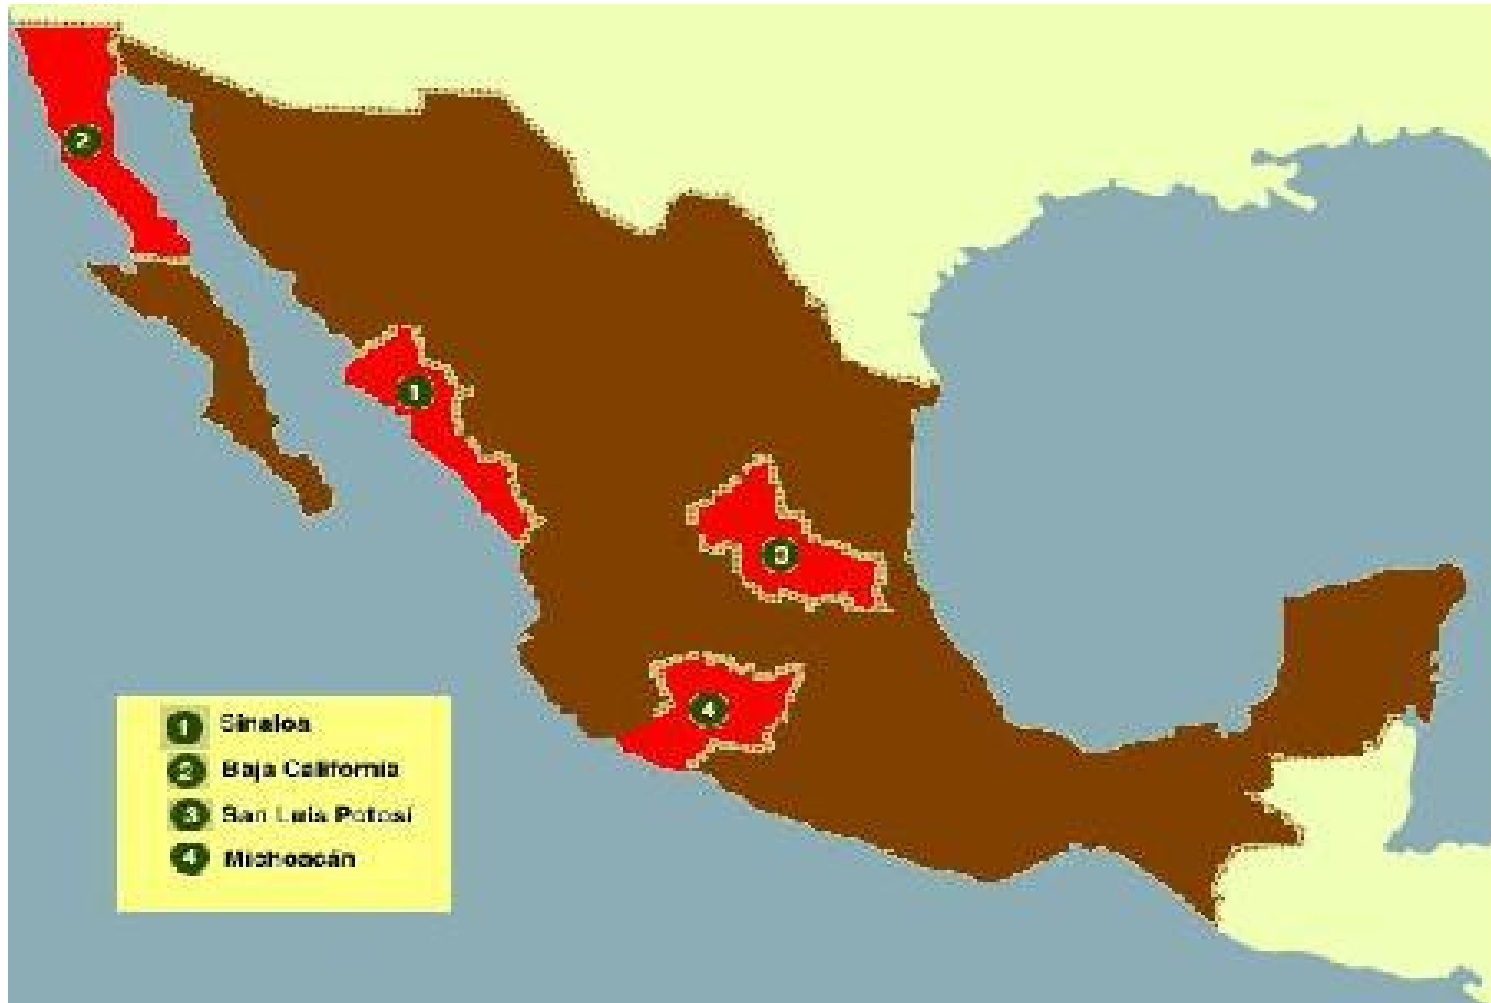 2
1
3
4
1 Sinaloa
2 Baja California
3 San Luis Potosí
4 Michoacán